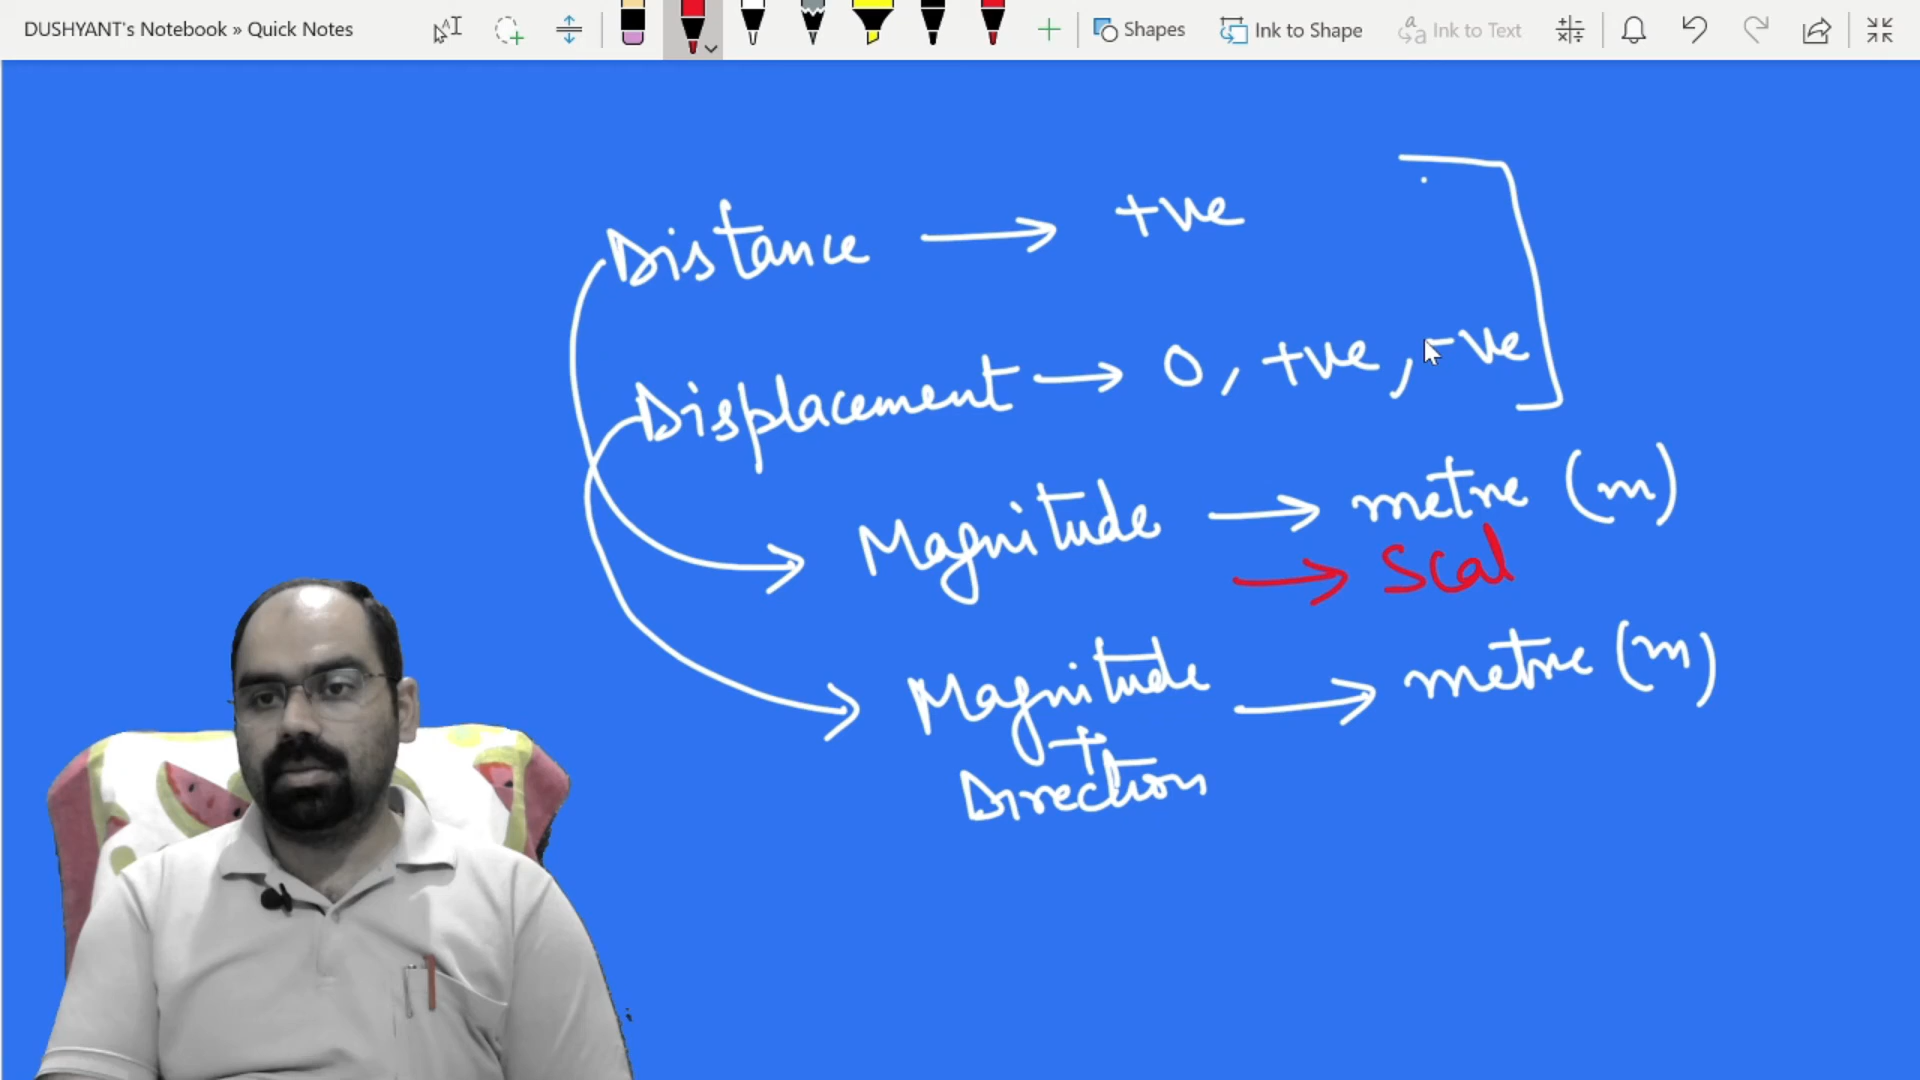 DUSHYANT's Notebook » Quick Notes
Shapes
Ink to Shape
Ink to Text
Distance → +ve
Displacement → 0, +ve, -ve
Magnitude → metre (m)
→ Scal
Magnitude → metre (m)
+
Direction